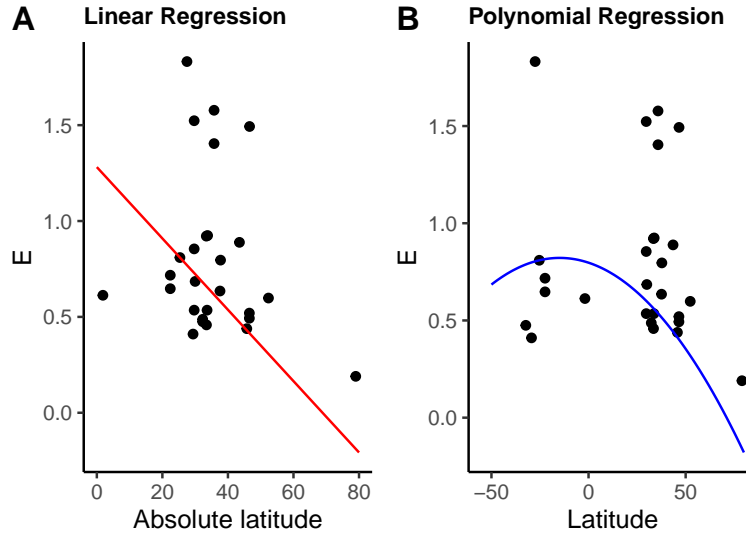 A Linear Regression
1.5
1.0
0.5
0.0
E
0 20 40 60 80
Absolute latitude
B Polynomial Regression
1.5
1.0
0.5
0.0
E
−50 0 50
Latitude